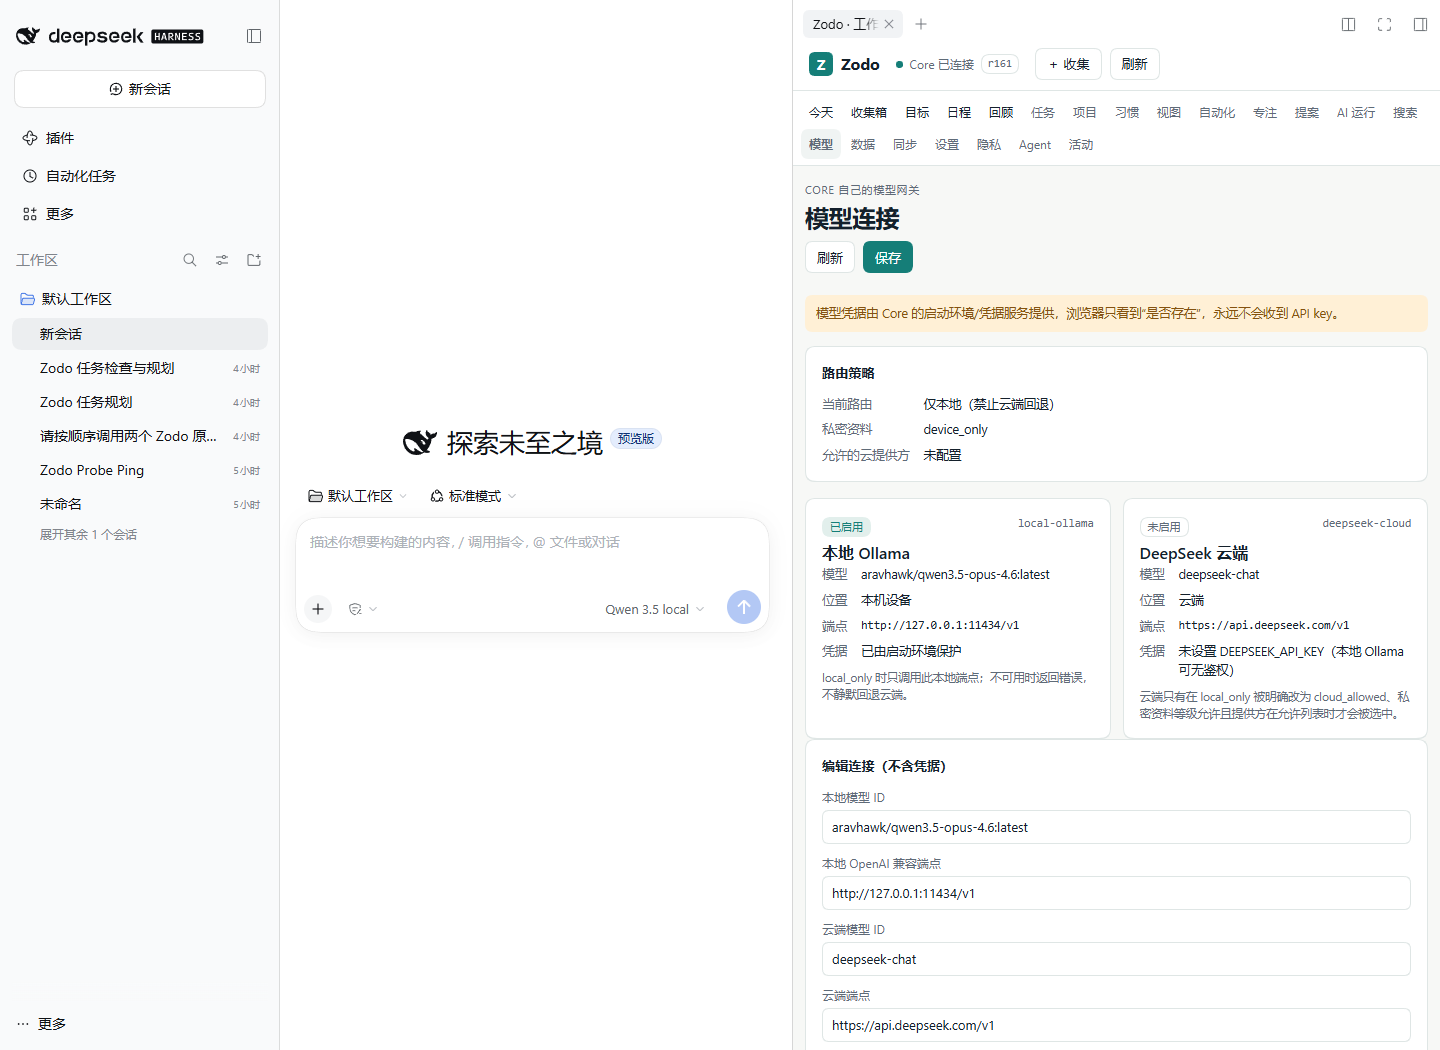 deepseek HARNESS
新会话
插件
自动化任务
更多
工作区
默认工作区
新会话
Zodo 任务检查与规划 4小时
Zodo 任务规划 4小时
请按顺序调用两个 Zodo 原... 4小时
Zodo Probe Ping 5小时
未命名 5小时
展开其余 1 个会话
更多
探索未至之境 预览版
默认工作区 标准模式
描述你想要构建的内容, / 调用指令, @ 文件或对话
Qwen 3.5 local
Zodo · 工作
Z Zodo Core 已连接 r161 + 收集 刷新
今天 收集箱 目标 日程 回顾 任务 项目 习惯 视图 自动化 专注 提案 AI 运行 搜索
模型 数据 同步 设置 隐私 Agent 活动
CORE 自己的模型网关
模型连接
刷新 保存
模型凭据由 Core 的启动环境/凭据服务提供，浏览器只看到“是否存在”，永远不会收到 API key。
路由策略
当前路由 仅本地（禁止云端回退）
私密资料 device_only
允许的云提供方 未配置
已启用 local-ollama
本地 Ollama
模型 aravhawk/qwen3.5-opus-4.6:latest
位置 本机设备
端点 http://127.0.0.1:11434/v1
凭据 已由启动环境保护
local_only 时只调用此本地端点；不可用时返回错误，
不静默回退云端。
未启用 deepseek-cloud
DeepSeek 云端
模型 deepseek-chat
位置 云端
端点 https://api.deepseek.com/v1
凭据 未设置 DEEPSEEK_API_KEY（本地 Ollama
可无鉴权）
云端只有在 local_only 被明确改为 cloud_allowed、私
密资料等级允许且提供方在允许列表时才会被选中。
编辑连接（不含凭据）
本地模型 ID
aravhawk/qwen3.5-opus-4.6:latest
本地 OpenAI 兼容端点
http://127.0.0.1:11434/v1
云端模型 ID
deepseek-chat
云端端点
https://api.deepseek.com/v1